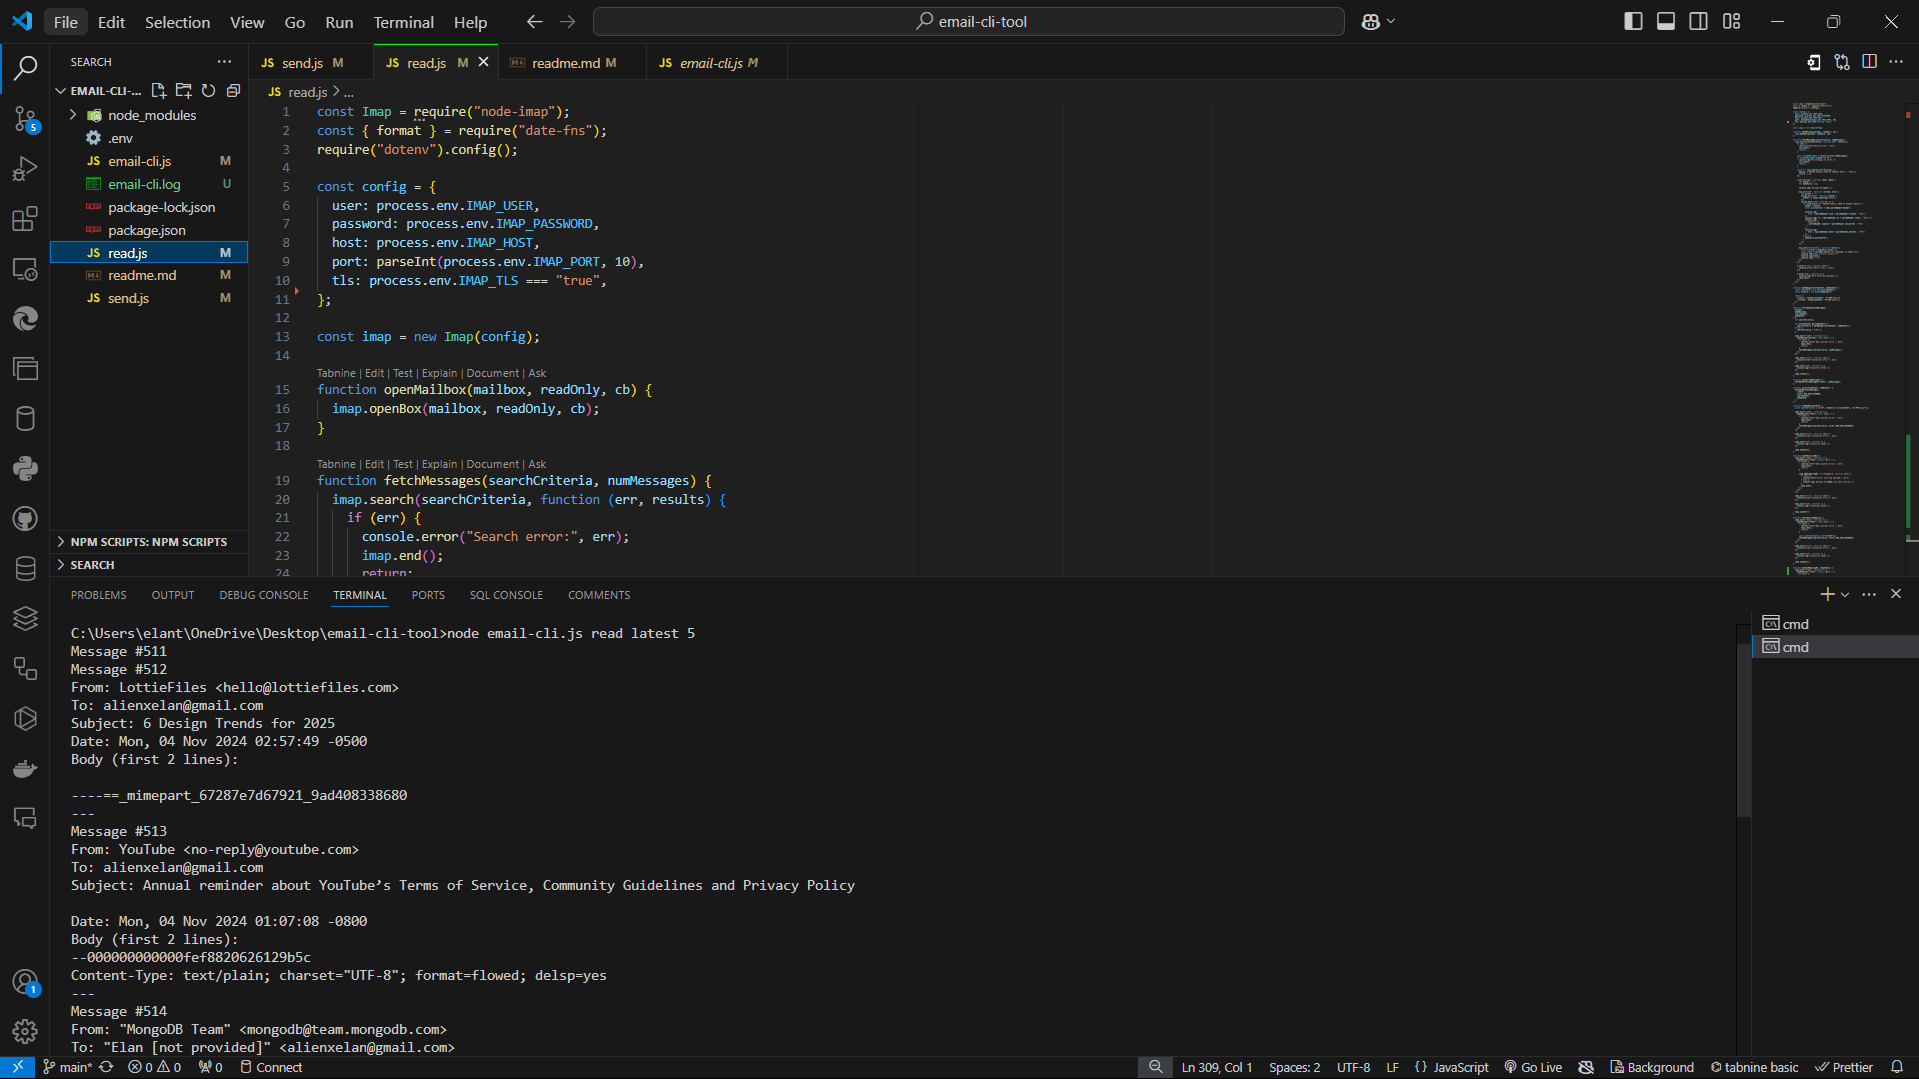 File Edit Selection View Go Run Terminal Help
email-cli-tool
SEARCH
EMAIL-CLI-...
node_modules
.env
email-cli.js M
email-cli.log U
package-lock.json
package.json
read.js M
readme.md M
send.js M
NPM SCRIPTS: NPM SCRIPTS
SEARCH
5
1
JS send.js M
JS read.js M
readme.md M
JS email-cli.js M
JS read.js > ...
1 const Imap = require("node-imap");
2 const { format } = require("date-fns");
3 require("dotenv").config();
4
5 const config = {
6 user: process.env.IMAP_USER,
7 password: process.env.IMAP_PASSWORD,
8 host: process.env.IMAP_HOST,
9 port: parseInt(process.env.IMAP_PORT, 10),
10 tls: process.env.IMAP_TLS === "true",
11 };
12
13 const imap = new Imap(config);
14
Tabnine | Edit | Test | Explain | Document | Ask
15 function openMailbox(mailbox, readOnly, cb) {
16 imap.openBox(mailbox, readOnly, cb);
17 }
18
Tabnine | Edit | Test | Explain | Document | Ask
19 function fetchMessages(searchCriteria, numMessages) {
20 imap.search(searchCriteria, function (err, results) {
21 if (err) {
22 console.error("Search error:", err);
23 imap.end();
24 return;
PROBLEMS OUTPUT DEBUG CONSOLE TERMINAL PORTS SQL CONSOLE COMMENTS
cmd
cmd
C:\Users\elant\OneDrive\Desktop\email-cli-tool>node email-cli.js read latest 5
Message #511
Message #512
From: LottieFiles <hello@lottiefiles.com>
To: alienxelan@gmail.com
Subject: 6 Design Trends for 2025
Date: Mon, 04 Nov 2024 02:57:49 -0500
Body (first 2 lines):
----==_mimepart_67287e7d67921_9ad408338680
---
Message #513
From: YouTube <no-reply@youtube.com>
To: alienxelan@gmail.com
Subject: Annual reminder about YouTube’s Terms of Service, Community Guidelines and Privacy Policy
Date: Mon, 04 Nov 2024 01:07:08 -0800
Body (first 2 lines):
--000000000000fef8820626129b5c
Content-Type: text/plain; charset="UTF-8"; format=flowed; delsp=yes
---
Message #514
From: "MongoDB Team" <mongodb@team.mongodb.com>
To: "Elan [not provided]" <alienxelan@gmail.com>
main* 0 0 0 Connect Ln 309, Col 1 Spaces: 2 UTF-8 LF {} JavaScript Go Live Background tabnine basic Prettier